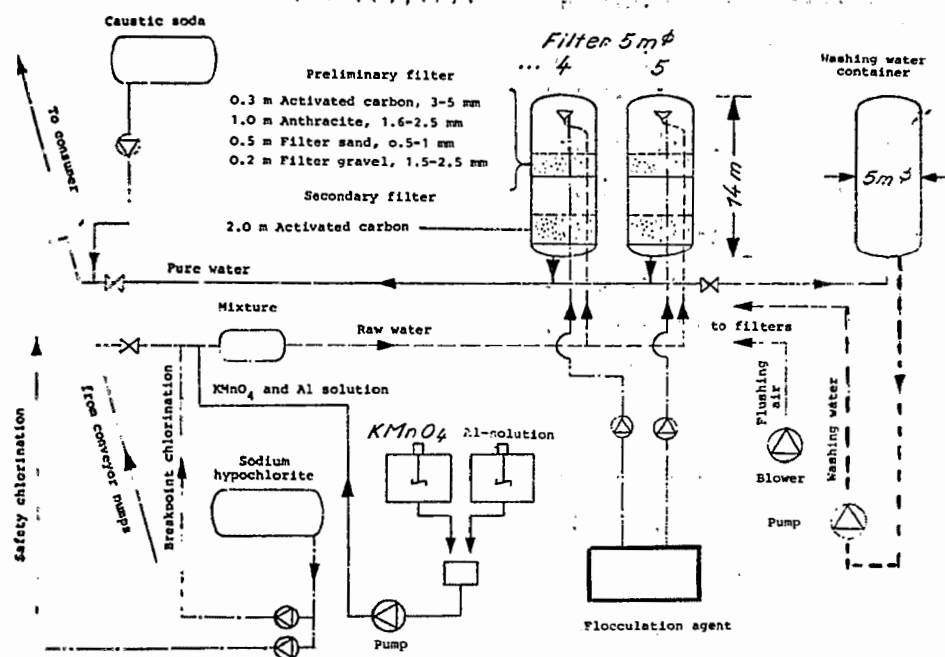 Caustic soda
Filter 5m⌀
... 4 5
Washing water
container
Preliminary filter
0.3 m Activated carbon, 3-5 mm
1.0 m Anthracite, 1.6-2.5 mm
0.5 m Filter sand, 0.5-1 mm
0.2 m Filter gravel, 1.5-2.5 mm
To consumer
14m
5m⌀
Secondary filter
2.0 m Activated carbon
Pure water
Mixture
Raw water
to filters
KMnO4 and Al solution
Safety chlorination
from conveyor pumps
Breakpoint chlorination
Flushing
air
Washing water
KMnO4
Al-solution
Sodium
hypochlorite
Blower
Pump
Flocculation agent
Pump